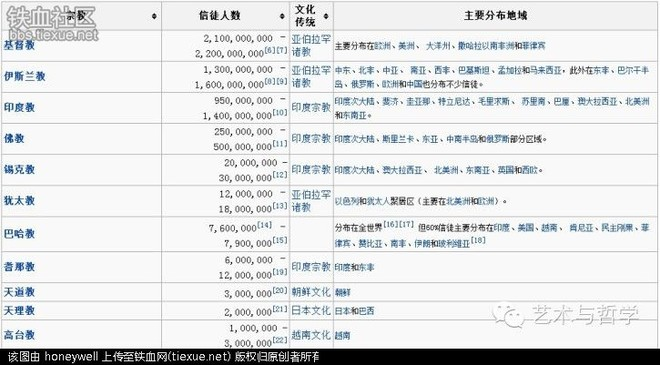 铁血社区
bbs.tiexue.net
宗教 信徒人数 文化传统 主要分布地域
基督教 2,100,000,000 – 2,200,000,000[6][7] 亚伯拉罕诸教 主要分布在欧洲、美洲、 大洋州、撒哈拉以南非洲和菲律宾
伊斯兰教 1,300,000,000 – 1,600,000,000[8][9] 亚伯拉罕诸教 中东、北非、中亚、 南亚、西非、巴基斯坦、孟加拉和马来西亚，此外在东非、巴尔干半岛、俄罗斯、欧洲和中国也分布不少信徒。
印度教 950,000,000 – 1,400,000,000[10] 印度宗教 印度次大陆、斐济、圭亚那、特立尼达、毛里求斯、 苏里南、巴厘、澳大拉西亚、北美洲和东南亚。
佛教 250,000,000 – 500,000,000[11] 印度宗教 印度次大陆、斯里兰卡、东亚、中南半岛和俄罗斯部分区域。
锡克教 20,000,000 – 30,000,000[12] 印度宗教 印度次大陆、澳大拉西亚、 北美洲、东南亚、英国和西欧。
犹太教 12,000,000 – 18,000,000[13] 亚伯拉罕诸教 以色列和犹太人聚居区（主要在北美洲和欧洲）。
巴哈教 7,600,000[14] – 7,900,000[15] 分布在全世界[16][17] 但60%信徒主要分布在印度、美国、越南、 肯尼亚、民主刚果、菲律宾、赞比亚、南非、伊朗和玻利维亚[18]
耆那教 6,000,000 – 12,000,000[19] 印度宗教 印度和东非
天道教 3,000,000[20] 朝鲜文化 朝鲜
天理教 2,000,000[21] 日本文化 日本和巴西
高台教 1,000,000 – 3,000,000[22] 越南文化 越南
艺术与哲学
该图由 honeywell 上传至铁血网(tiexue.net) 版权归原创者所有